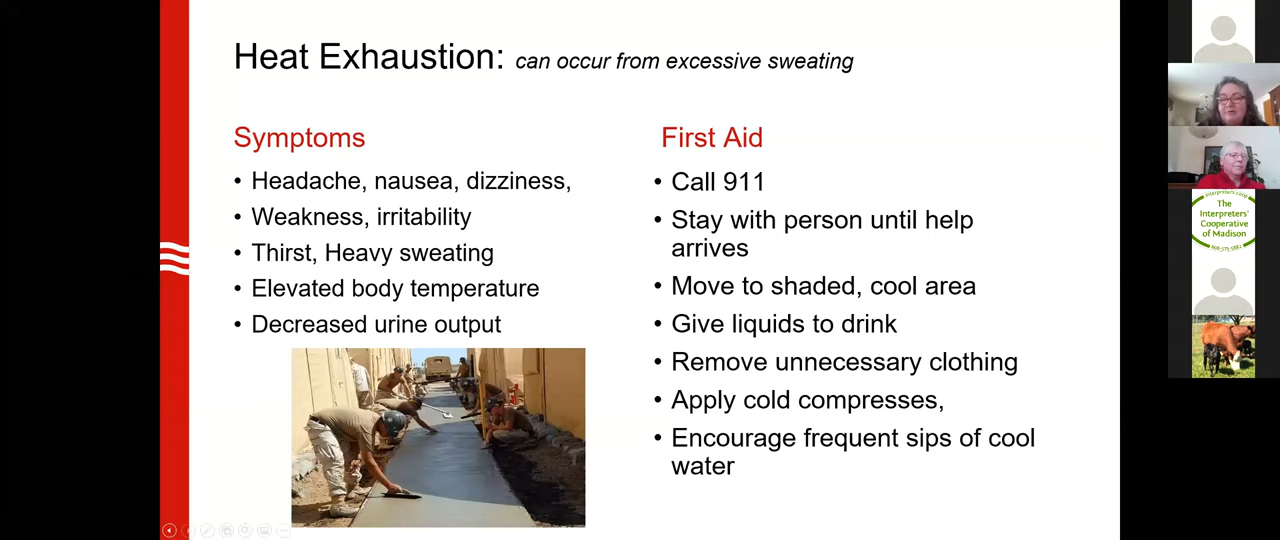 Heat Exhaustion: can occur from excessive sweating
Symptoms
• Headache, nausea, dizziness,
• Weakness, irritability
• Thirst, Heavy sweating
• Elevated body temperature
• Decreased urine output
First Aid
• Call 911
• Stay with person until help
arrives
• Move to shaded, cool area
• Give liquids to drink
• Remove unnecessary clothing
• Apply cold compresses,
• Encourage frequent sips of cool
water
interpreters.coop
The
Interpreters'
Cooperative
of Madison